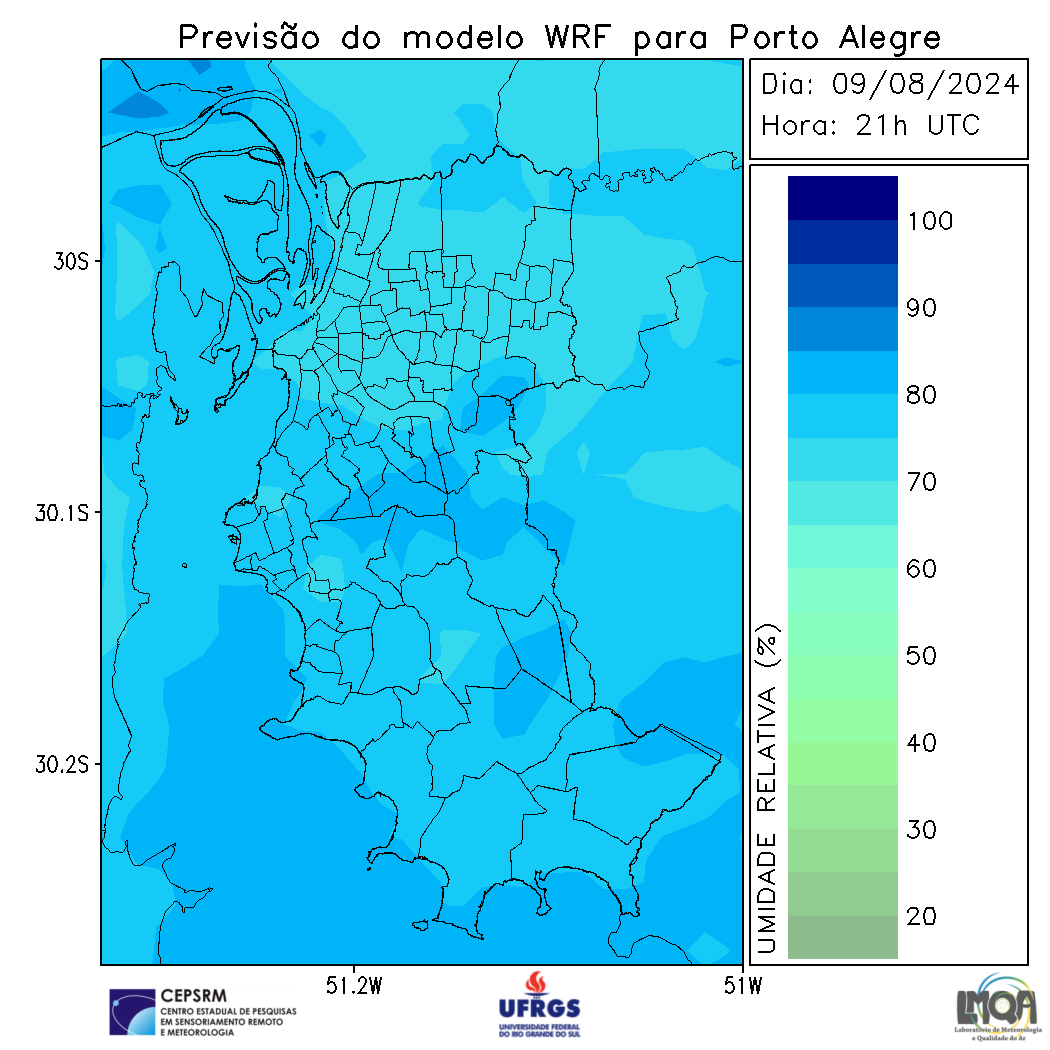 Previsão do modelo WRF para Porto Alegre
Dia: 09/08/2024
Hora: 21h UTC
30S
30.1S
30.2S
51.2W
51W
100
90
80
70
60
50
40
30
20
UMIDADE RELATIVA (%)
CEPSRM
CENTRO ESTADUAL DE PESQUISAS
EM SENSORIAMENTO REMOTO
E METEOROLOGIA
UFRGS
UNIVERSIDADE FEDERAL
DO RIO GRANDE DO SUL
LMQA
Laboratório de Meteorologia
e Qualidade do Ar